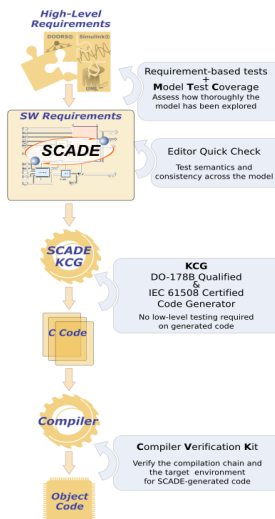 High-Level
Requirements
DOORS® Simulink®
UML™
Requirement-based tests
+
Model Test Coverage
Assess how thoroughly the
model has been explored
SW Requirements
SCADE
Editor Quick Check
Test semantics and
consistency across the model
SCADE
KCG
KCG
DO-178B Qualified
&
IEC 61508 Certified
Code Generator
No low-level testing required
on generated code
C Code
Compiler
Compiler Verification Kit
Verify the compilation chain and
the target environment
for SCADE-generated code
Object
Code